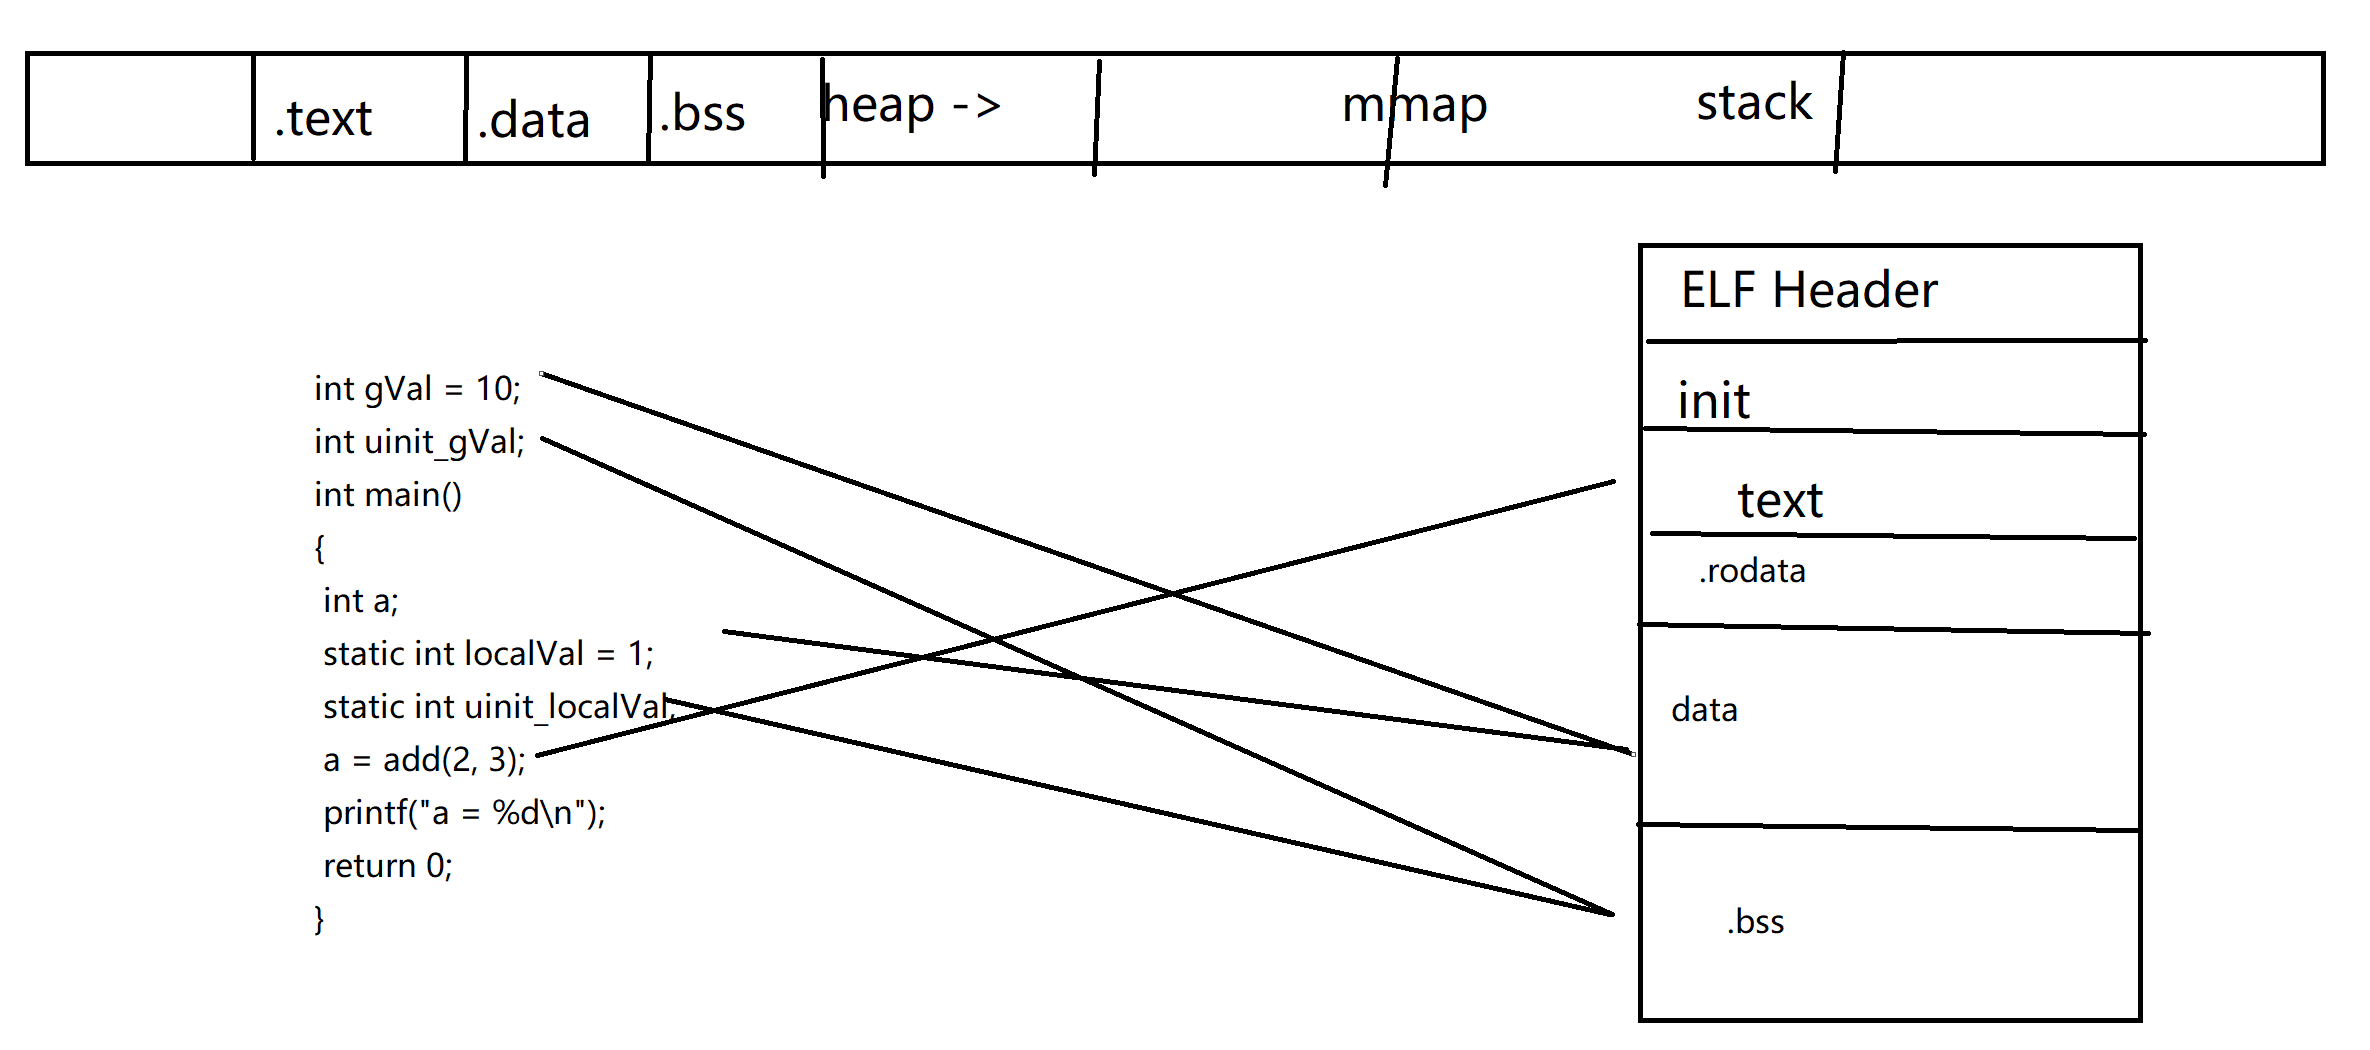 .text .data .bss heap -> mmap stack
int gVal = 10;
int uinit_gVal;
int main()
{
int a;
static int localVal = 1;
static int uinit_localVal;
a = add(2, 3);
printf("a = %d\n");
return 0;
}
ELF Header
init
text
.rodata
data
.bss